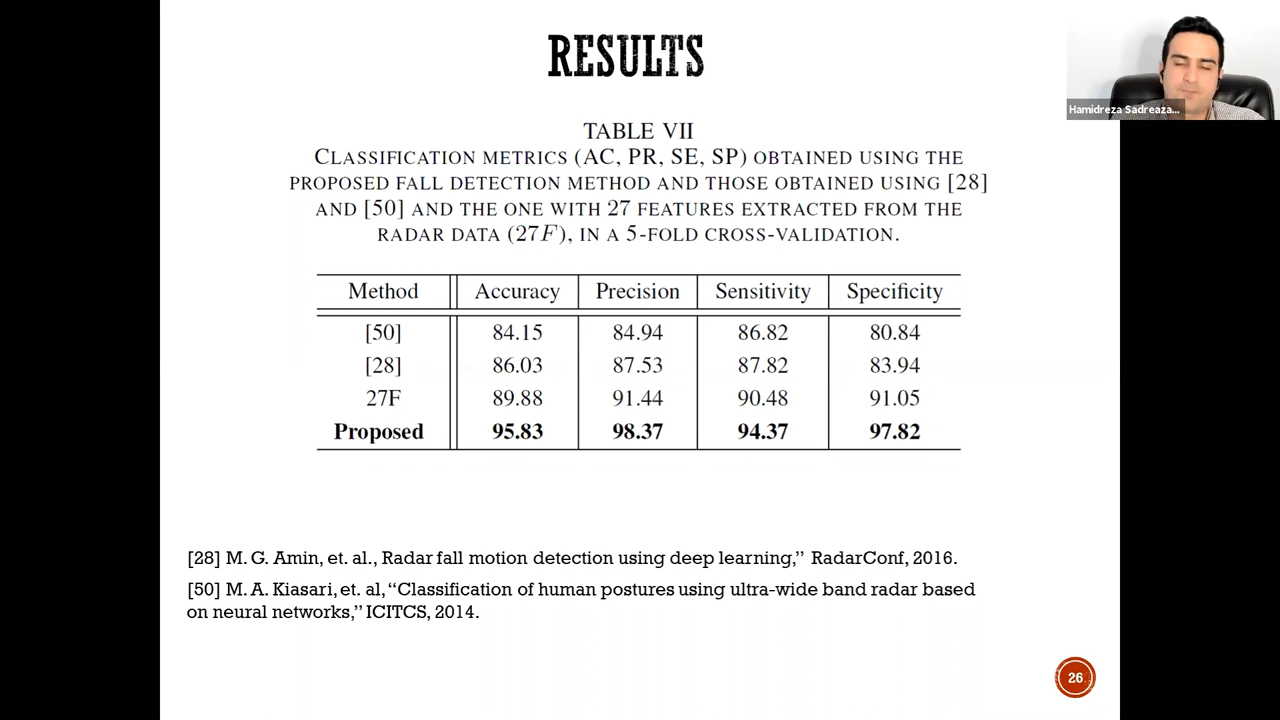 RESULTS
Hamidreza Sadreaza...
TABLE VII
CLASSIFICATION METRICS (AC, PR, SE, SP) OBTAINED USING THE
PROPOSED FALL DETECTION METHOD AND THOSE OBTAINED USING [28]
AND [50] AND THE ONE WITH 27 FEATURES EXTRACTED FROM THE
RADAR DATA (27F), IN A 5-FOLD CROSS-VALIDATION.
Method Accuracy Precision Sensitivity Specificity
[50] 84.15 84.94 86.82 80.84
[28] 86.03 87.53 87.82 83.94
27F 89.88 91.44 90.48 91.05
Proposed 95.83 98.37 94.37 97.82
[28] M. G. Amin, et. al., Radar fall motion detection using deep learning,” RadarConf, 2016.
[50] M. A. Kiasari, et. al, “Classification of human postures using ultra-wide band radar based
on neural networks,” ICITCS, 2014.
26